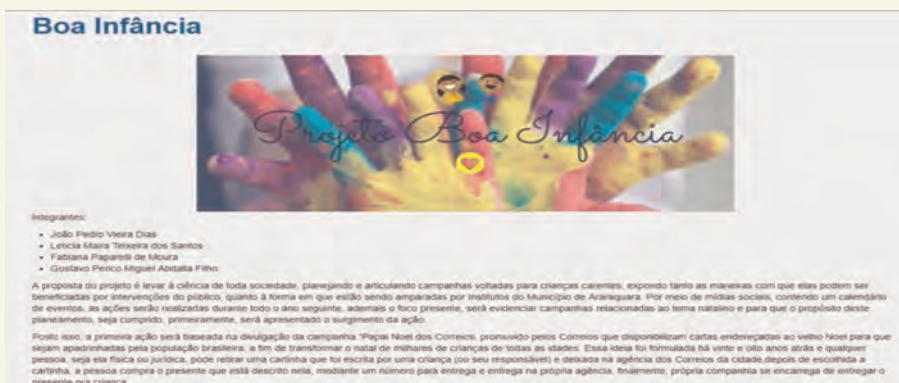 Boa Infância
Projeto Boa Infância
Integrantes:
• João Pedro Vieira Dias
• Leticia Maira Teixeira dos Santos
• Fabiana Paparelli de Moura
• Gustavo Perico Miguel Abdalla Filho
A proposta do projeto é levar à ciência de toda sociedade, planejando e articulando campanhas voltadas para crianças carentes, expondo tanto as maneiras com que elas podem ser
beneficiadas por intervenções do público, quanto à forma em que estão sendo amparadas por Institutos do Município de Araraquara. Por meio de mídias sociais, contendo um calendário
de eventos, as ações serão realizadas durante todo o ano seguinte, ademais o foco presente, será evidenciar campanhas relacionadas ao tema natalino e para que o propósito deste
planeamento, seja cumprido, primeiramente, será apresentado o surgimento da ação.
Posto isso, a primeira ação será baseada na divulgação da campanha "Papai Noel dos Correios, promovido pelos Correios que disponibilizam cartas endereçadas ao velho Noel para que
sejam apadrinhadas pela população brasileira, a fim de transformar o natal de milhares de crianças de todas as idades. Essa ideia foi formulada há vinte e oito anos atrás e qualquer
pessoa, seja ela física ou jurídica, pode retirar uma cartinha que foi escrita por uma criança (ou seu responsável) e deixada na agência dos Correios da cidade,depois de escolhida a
cartinha, a pessoa compra o presente que está descrito nela, mediante um número para entrega e entrega na própria agência, finalmente, própria companhia se encarrega de entregar o
presente pra criança